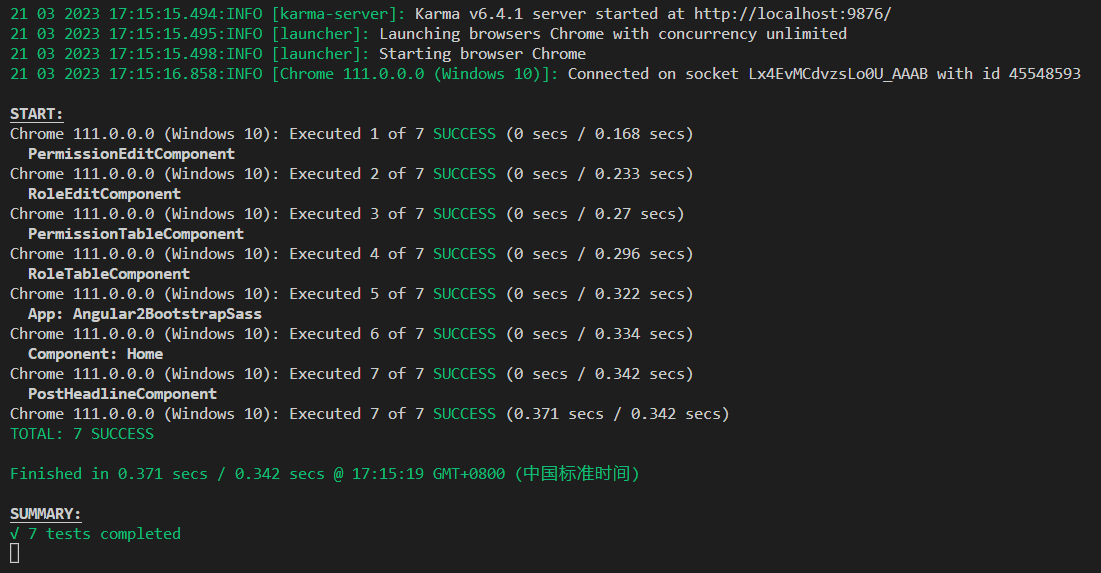 21 03 2023 17:15:15.494:INFO [karma-server]: Karma v6.4.1 server started at http://localhost:9876/
21 03 2023 17:15:15.495:INFO [launcher]: Launching browsers Chrome with concurrency unlimited
21 03 2023 17:15:15.498:INFO [launcher]: Starting browser Chrome
21 03 2023 17:15:16.858:INFO [Chrome 111.0.0.0 (Windows 10)]: Connected on socket Lx4EvMCdvzsLo0U_AAAB with id 45548593
START:
Chrome 111.0.0.0 (Windows 10): Executed 1 of 7 SUCCESS (0 secs / 0.168 secs)
PermissionEditComponent
Chrome 111.0.0.0 (Windows 10): Executed 2 of 7 SUCCESS (0 secs / 0.233 secs)
RoleEditComponent
Chrome 111.0.0.0 (Windows 10): Executed 3 of 7 SUCCESS (0 secs / 0.27 secs)
PermissionTableComponent
Chrome 111.0.0.0 (Windows 10): Executed 4 of 7 SUCCESS (0 secs / 0.296 secs)
RoleTableComponent
Chrome 111.0.0.0 (Windows 10): Executed 5 of 7 SUCCESS (0 secs / 0.322 secs)
App: Angular2BootstrapSass
Chrome 111.0.0.0 (Windows 10): Executed 6 of 7 SUCCESS (0 secs / 0.334 secs)
Component: Home
Chrome 111.0.0.0 (Windows 10): Executed 7 of 7 SUCCESS (0 secs / 0.342 secs)
PostHeadlineComponent
Chrome 111.0.0.0 (Windows 10): Executed 7 of 7 SUCCESS (0.371 secs / 0.342 secs)
TOTAL: 7 SUCCESS
Finished in 0.371 secs / 0.342 secs @ 17:15:19 GMT+0800 (中国标准时间)
SUMMARY:
√ 7 tests completed